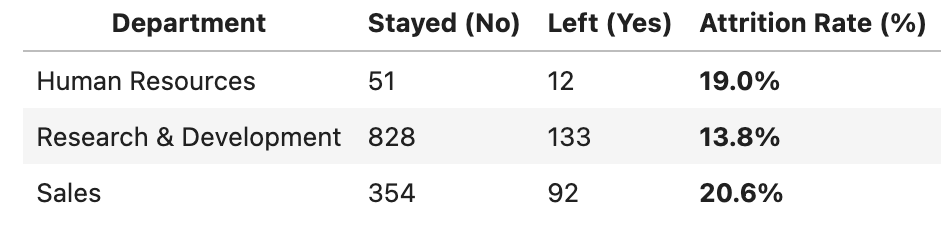 Department Stayed (No) Left (Yes) Attrition Rate (%)
Human Resources 51 12 19.0%
Research & Development 828 133 13.8%
Sales 354 92 20.6%